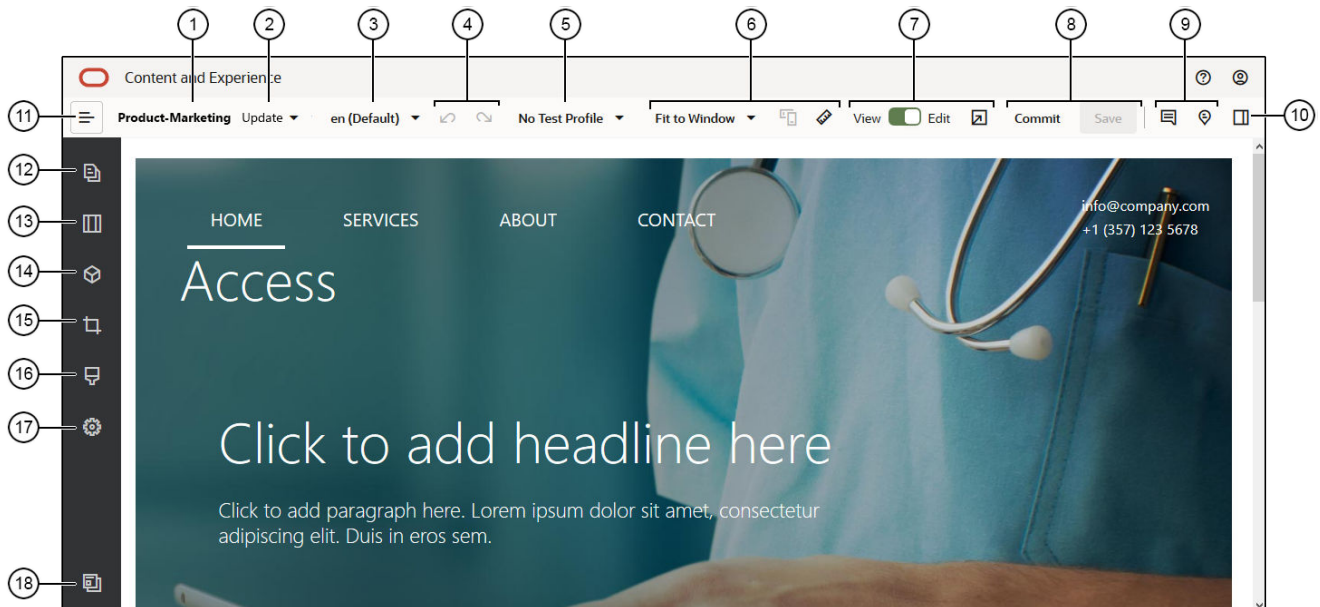 1 2 3 4 5 6 7 8 9
Content and Experience
11 Product-Marketing Update en (Default) No Test Profile Fit to Window View Edit Commit Save 10
12
13 HOME SERVICES ABOUT CONTACT info@company.com
+1 (357) 123 5678
14 Access
15
16
17
Click to add headline here
Click to add paragraph here. Lorem ipsum dolor sit amet, consectetur
adipiscing elit. Duis in eros sem.
18